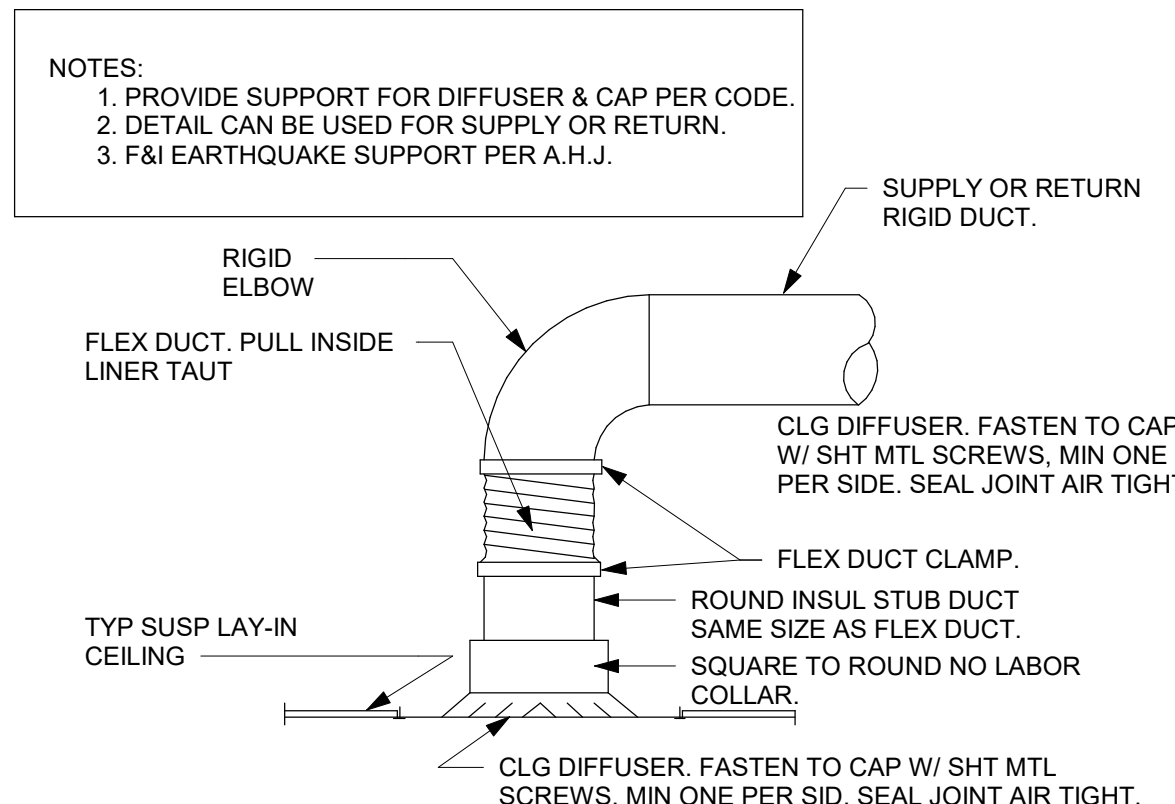 NOTES:
1. PROVIDE SUPPORT FOR DIFFUSER & CAP PER CODE.
2. DETAIL CAN BE USED FOR SUPPLY OR RETURN.
3. F&I EARTHQUAKE SUPPORT PER A.H.J.
SUPPLY OR RETURN
RIGID DUCT.
RIGID
ELBOW
FLEX DUCT. PULL INSIDE
LINER TAUT
CLG DIFFUSER. FASTEN TO CAP
W/ SHT MTL SCREWS, MIN ONE
PER SIDE. SEAL JOINT AIR TIGHT
FLEX DUCT CLAMP.
ROUND INSUL STUB DUCT
SAME SIZE AS FLEX DUCT.
TYP SUSP LAY-IN
CEILING
SQUARE TO ROUND NO LABOR
COLLAR.
CLG DIFFUSER. FASTEN TO CAP W/ SHT MTL
SCREWS, MIN ONE PER SID. SEAL JOINT AIR TIGHT.